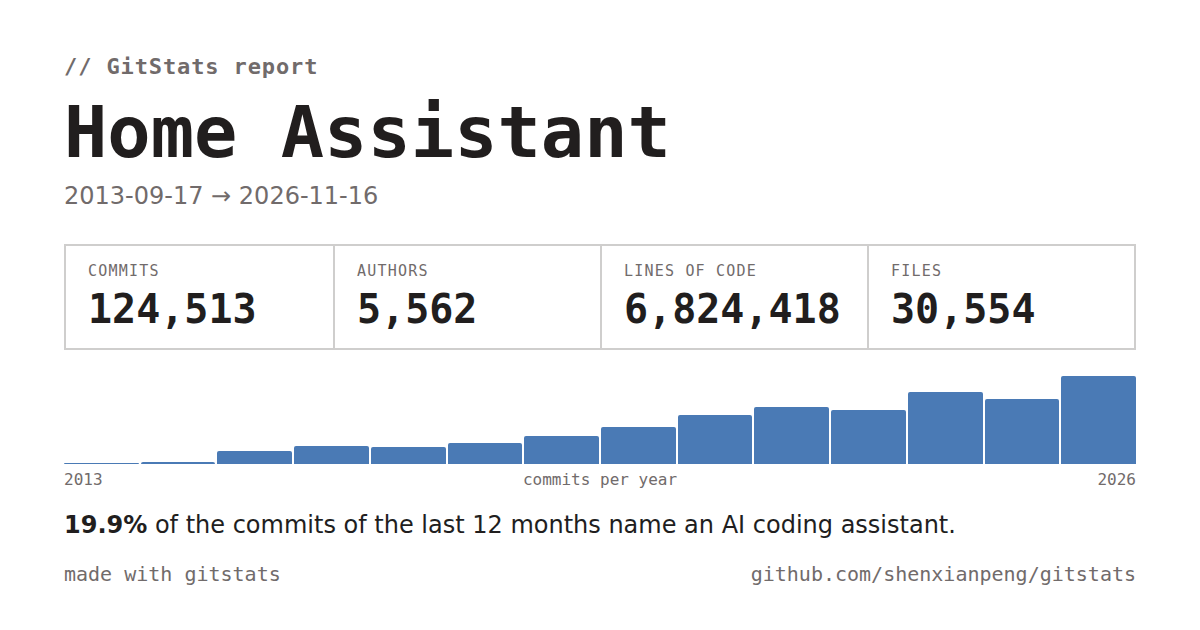 // GitStats report
Home Assistant
2013-09-17 → 2026-11-16
COMMITS AUTHORS LINES OF CODE FILES
124,513 5,562 6,824,418 30,554
2013 commits per year 2026
19.9% of the commits of the last 12 months name an AI coding assistant.
made with gitstats github.com/shenxianpeng/gitstats